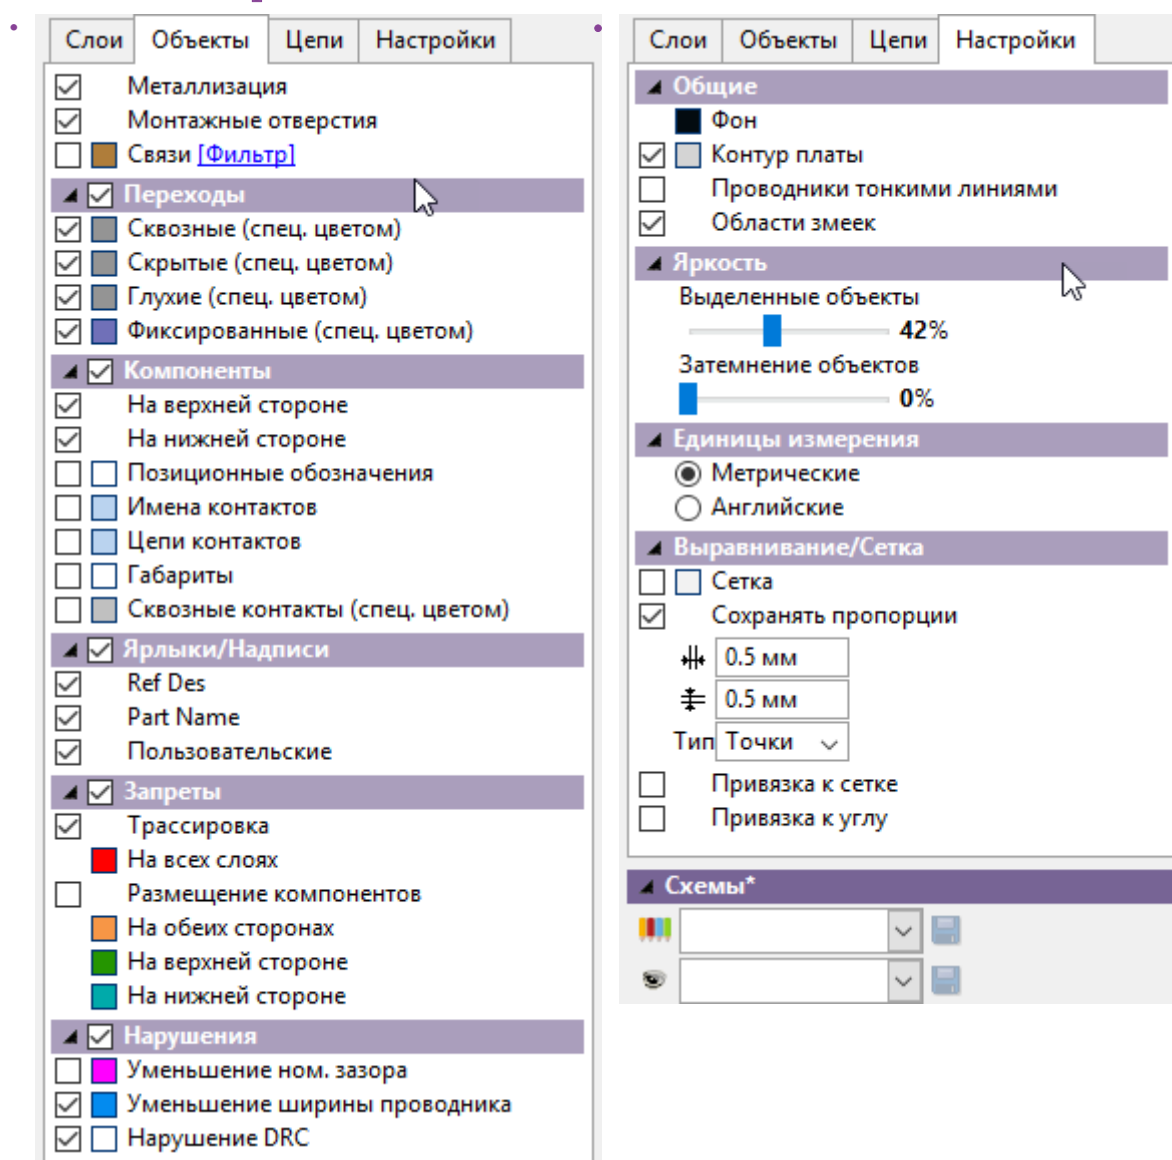 Слои Объекты Цепи Настройки
Металлизация
Монтажные отверстия
Связи [Фильтр]
Переходы
Сквозные (спец. цветом)
Скрытые (спец. цветом)
Глухие (спец. цветом)
Фиксированные (спец. цветом)
Компоненты
На верхней стороне
На нижней стороне
Позиционные обозначения
Имена контактов
Цепи контактов
Габариты
Сквозные контакты (спец. цветом)
Ярлыки/Надписи
Ref Des
Part Name
Пользовательские
Запреты
Трассировка
На всех слоях
Размещение компонентов
На обеих сторонах
На верхней стороне
На нижней стороне
Нарушения
Уменьшение ном. зазора
Уменьшение ширины проводника
Нарушение DRC
Слои Объекты Цепи Настройки
Общие
Фон
Контур платы
Проводники тонкими линиями
Области змеек
Яркость
Выделенные объекты
42%
Затемнение объектов
0%
Единицы измерения
Метрические
Английские
Выравнивание/Сетка
Сетка
Сохранять пропорции
0.5 мм
0.5 мм
Тип Точки
Привязка к сетке
Привязка к углу
Схемы*